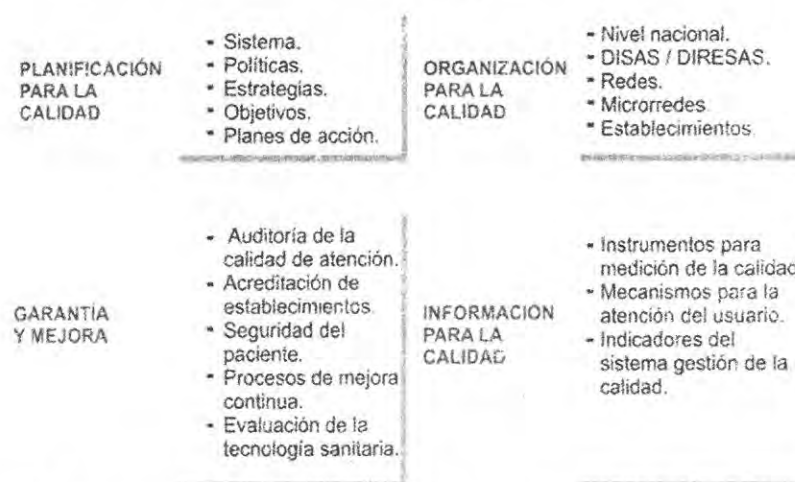 PLANIFICACIÓN
PARA LA
CALIDAD
- Sistema.
- Políticas.
- Estrategias.
- Objetivos.
- Planes de acción.
ORGANIZACIÓN
PARA LA
CALIDAD
- Nivel nacional.
- DISAS / DIRESAS.
- Redes.
- Microrredes
- Establecimientos
GARANTÍA
Y MEJORA
- Auditoría de la
calidad de atención.
- Acreditación de
establecimientos.
- Seguridad del
paciente.
- Procesos de mejora
continua.
- Evaluación de la
tecnología sanitaria.
INFORMACION
PARA LA
CALIDAD
- Instrumentos para
medición de la calidad
- Mecanismos para la
atención del usuario.
- Indicadores del
sistema gestión de la
calidad.